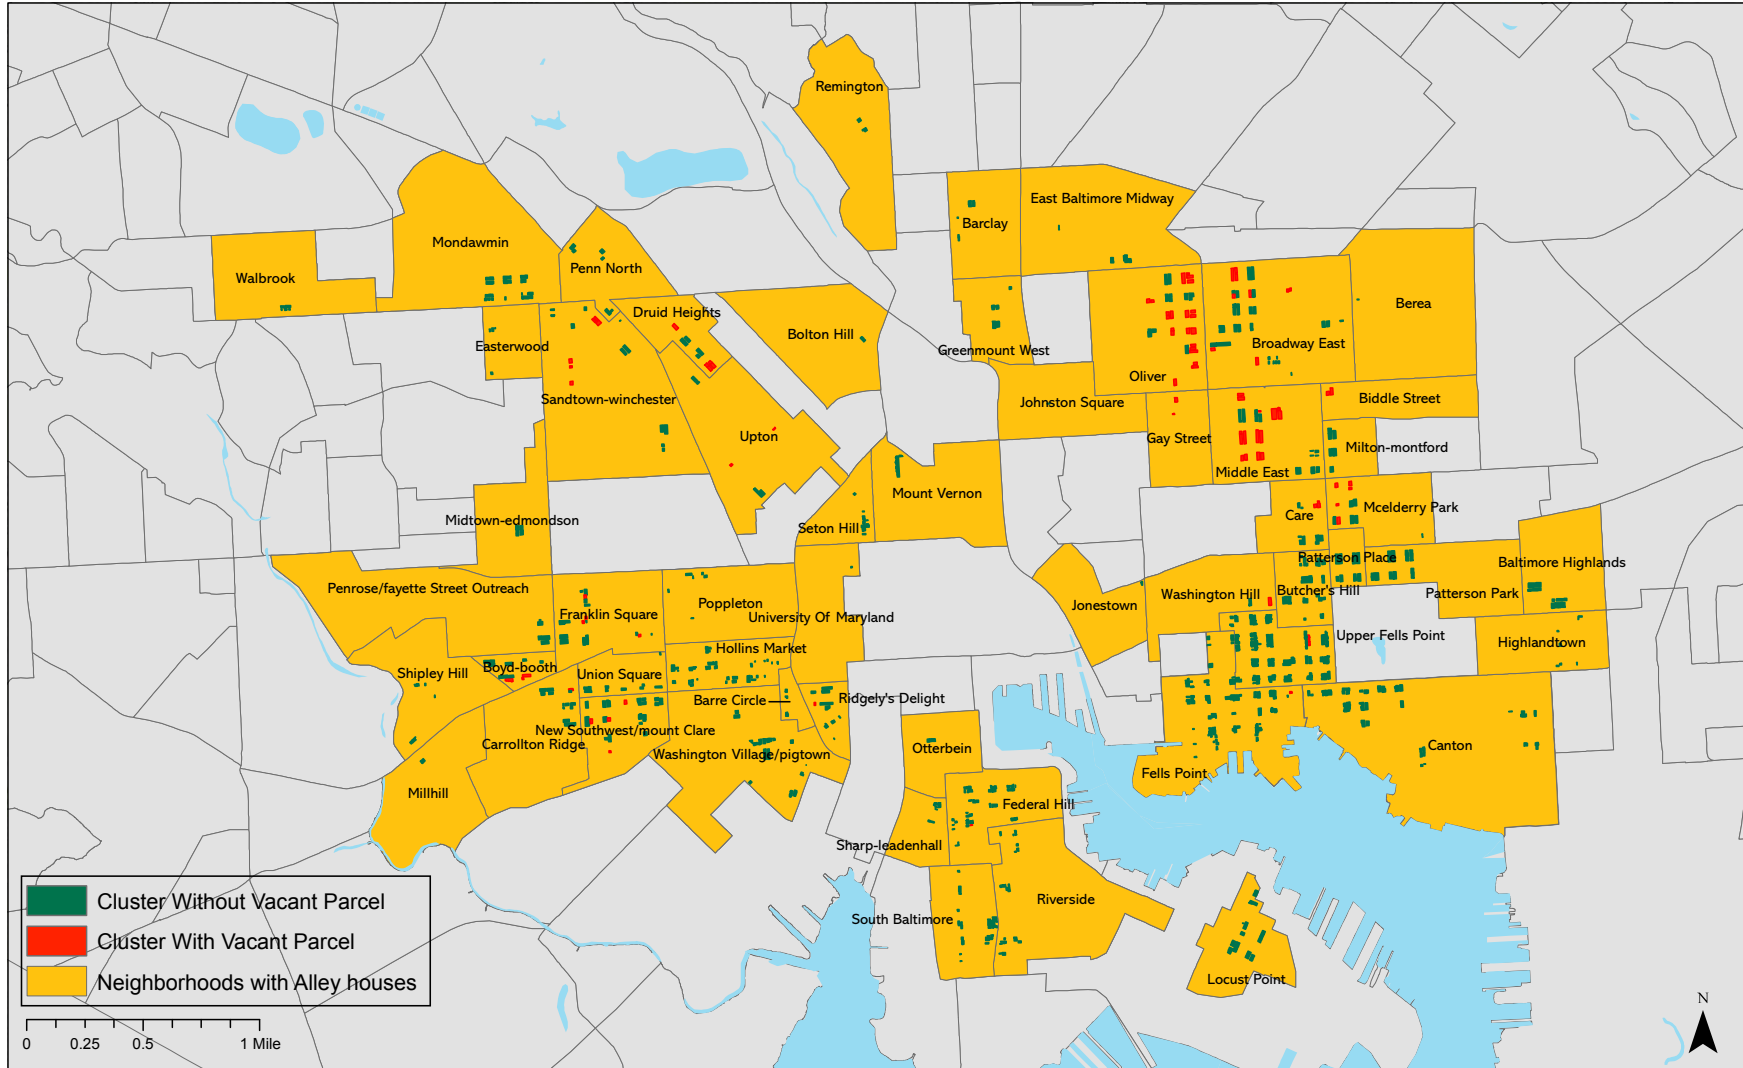 Remington
East Baltimore Midway
Barclay
Mondawmin
Penn North
Walbrook
Berea
Druid Heights
Bolton Hill
Easterwood
Greenmount West
Broadway East
Oliver
Sandtown-winchester
Johnston Square
Biddle Street
Upton
Gay Street
Milton-montford
Middle East
Mount Vernon
Midtown-edmondson
Seton Hill
Care
Mcelderry Park
Patterson Place
Baltimore Highlands
Penrose/fayette Street Outreach
Poppleton
Franklin Square
University Of Maryland
Jonestown
Washington Hill
Butcher's Hill
Patterson Park
Upper Fells Point
Highlandtown
Hollins Market
Boyd-booth
Shipley Hill
Union Square
Barre Circle
Ridgely's Delight
New Southwest/mount Clare
Carrollton Ridge
Washington Village/pigtown
Otterbein
Canton
Fells Point
Millhill
Federal Hill
Sharp-leadenhall
Riverside
South Baltimore
Locust Point
Cluster Without Vacant Parcel
Cluster With Vacant Parcel
Neighborhoods with Alley houses
0 0.25 0.5 1 Mile
N